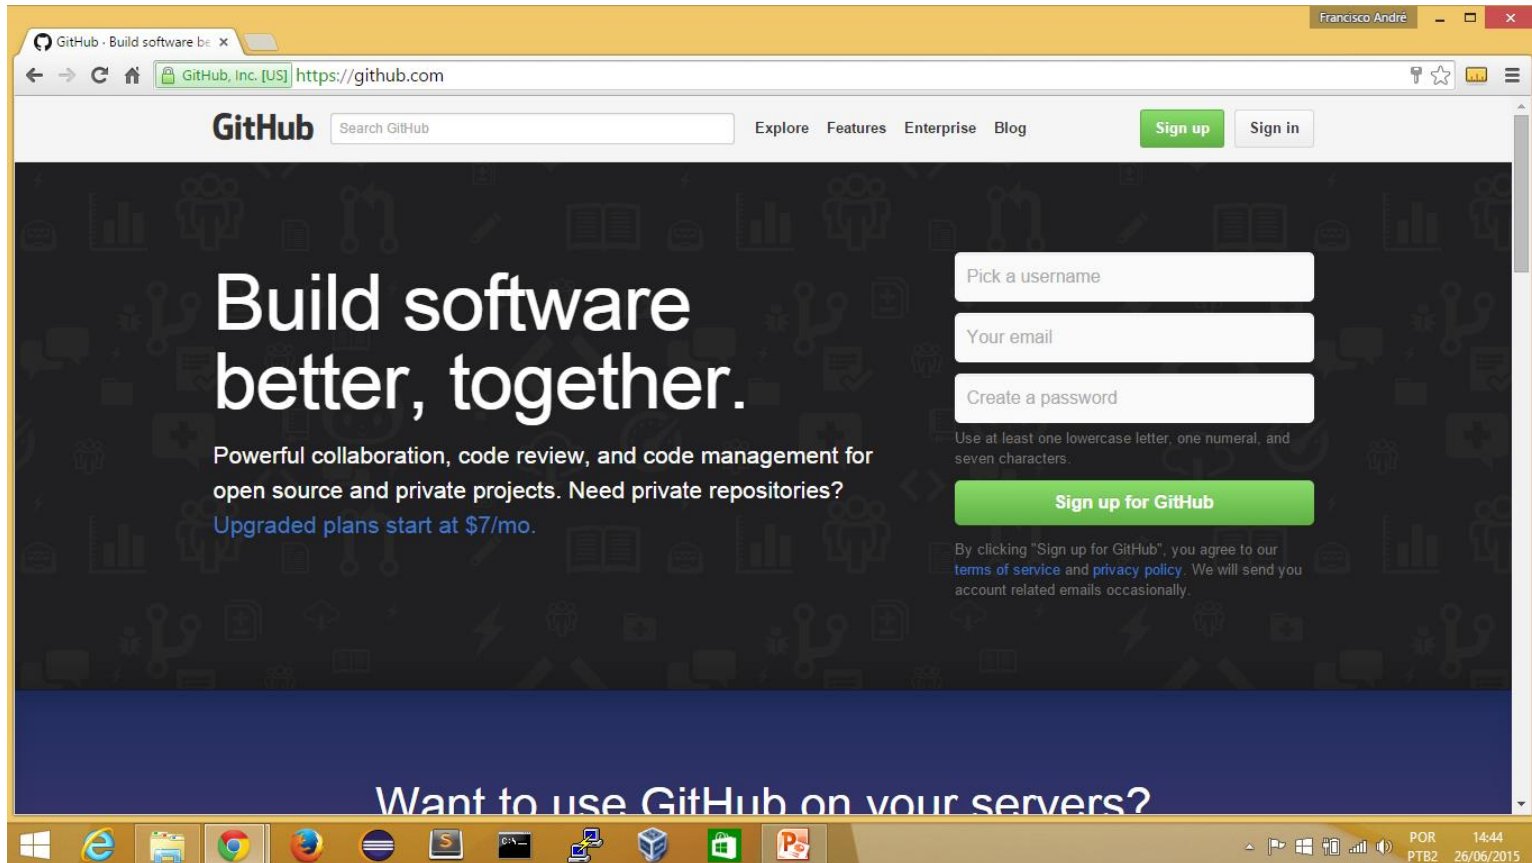 Francisco André
GitHub · Build software be
GitHub, Inc. [US] https://github.com
GitHub Search GitHub Explore Features Enterprise Blog Sign up Sign in
Build software
better, together.
Powerful collaboration, code review, and code management for
open source and private projects. Need private repositories?
Upgraded plans start at $7/mo.
Pick a username
Your email
Create a password
Use at least one lowercase letter, one numeral, and
seven characters.
Sign up for GitHub
By clicking "Sign up for GitHub", you agree to our
terms of service and privacy policy. We will send you
account related emails occasionally.
Want to use GitHub on your servers?
POR 14:44
PTB2 26/06/2015